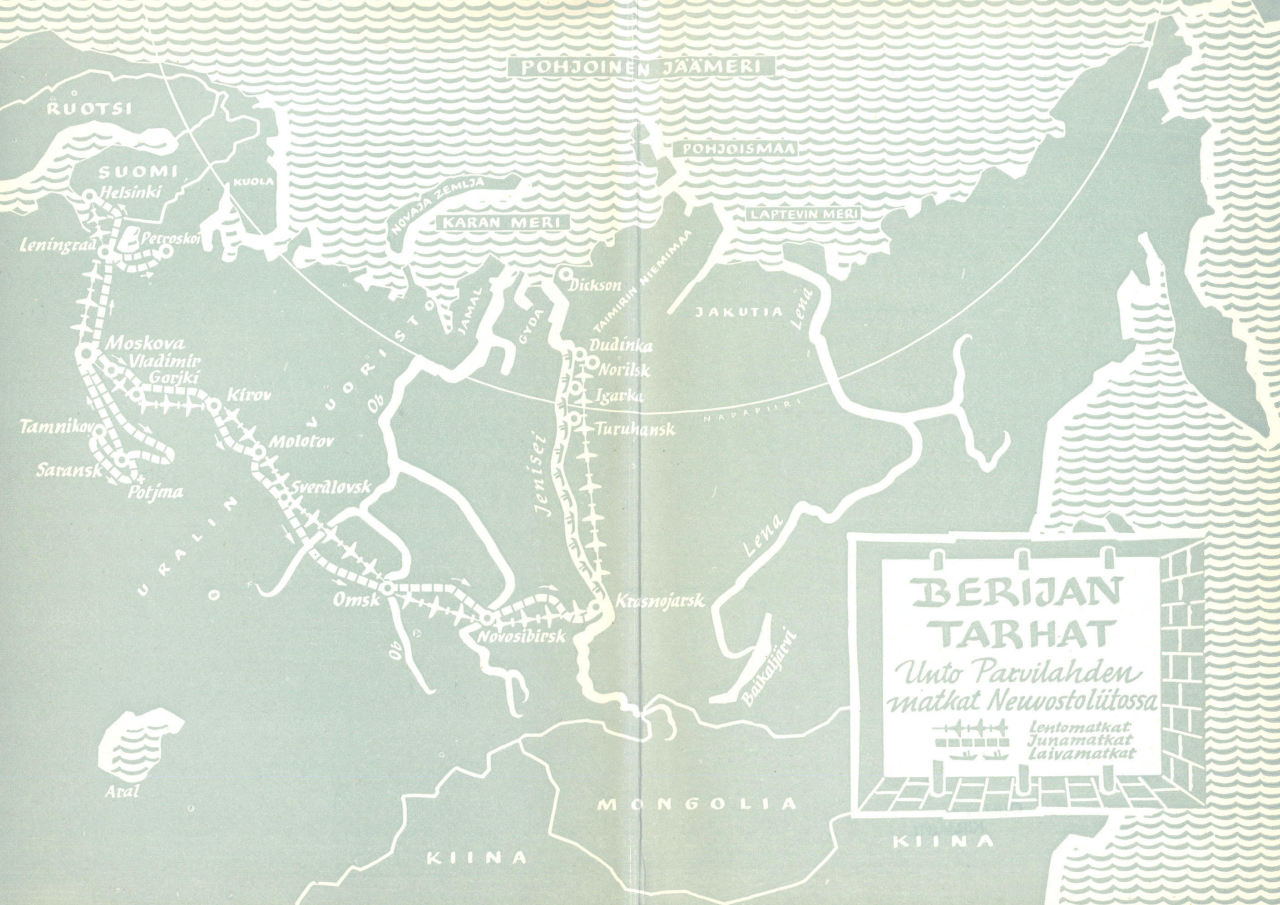 POHJOINEN JÄÄMERI
RUOTSI
POHJOISMAA
SUOMI
KUOLA
Helsinki
NOVAJA ZEMLJA
KARAN MERI
LAPTEVIN MERI
Leningrad
Petroskoi
Dickson
TAIMIRIN NIEMIMAA
JAMAL
GYDA
JAKUTIA
Lena
Moskova
Vladimir
Gorjki
Dudinka
Norilsk
Igarka
Kirov
Ob
NAPAPIIRI
Tamnikov
Molotov
Turuhansk
Saransk
Potjma
Sverdlovsk
Jenisei
URALIN VUORISTO
Lena
Omsk
Novosibirsk
Krasnojarsk
Ob
Baikaljärvi
BERIJAN
TARHAT
Unto Parvilahden
matkat Neuvostoliitossa
Lentomatkat
Junamatkat
Laivamatkat
Aral
MONGOLIA
KIINA
KIINA